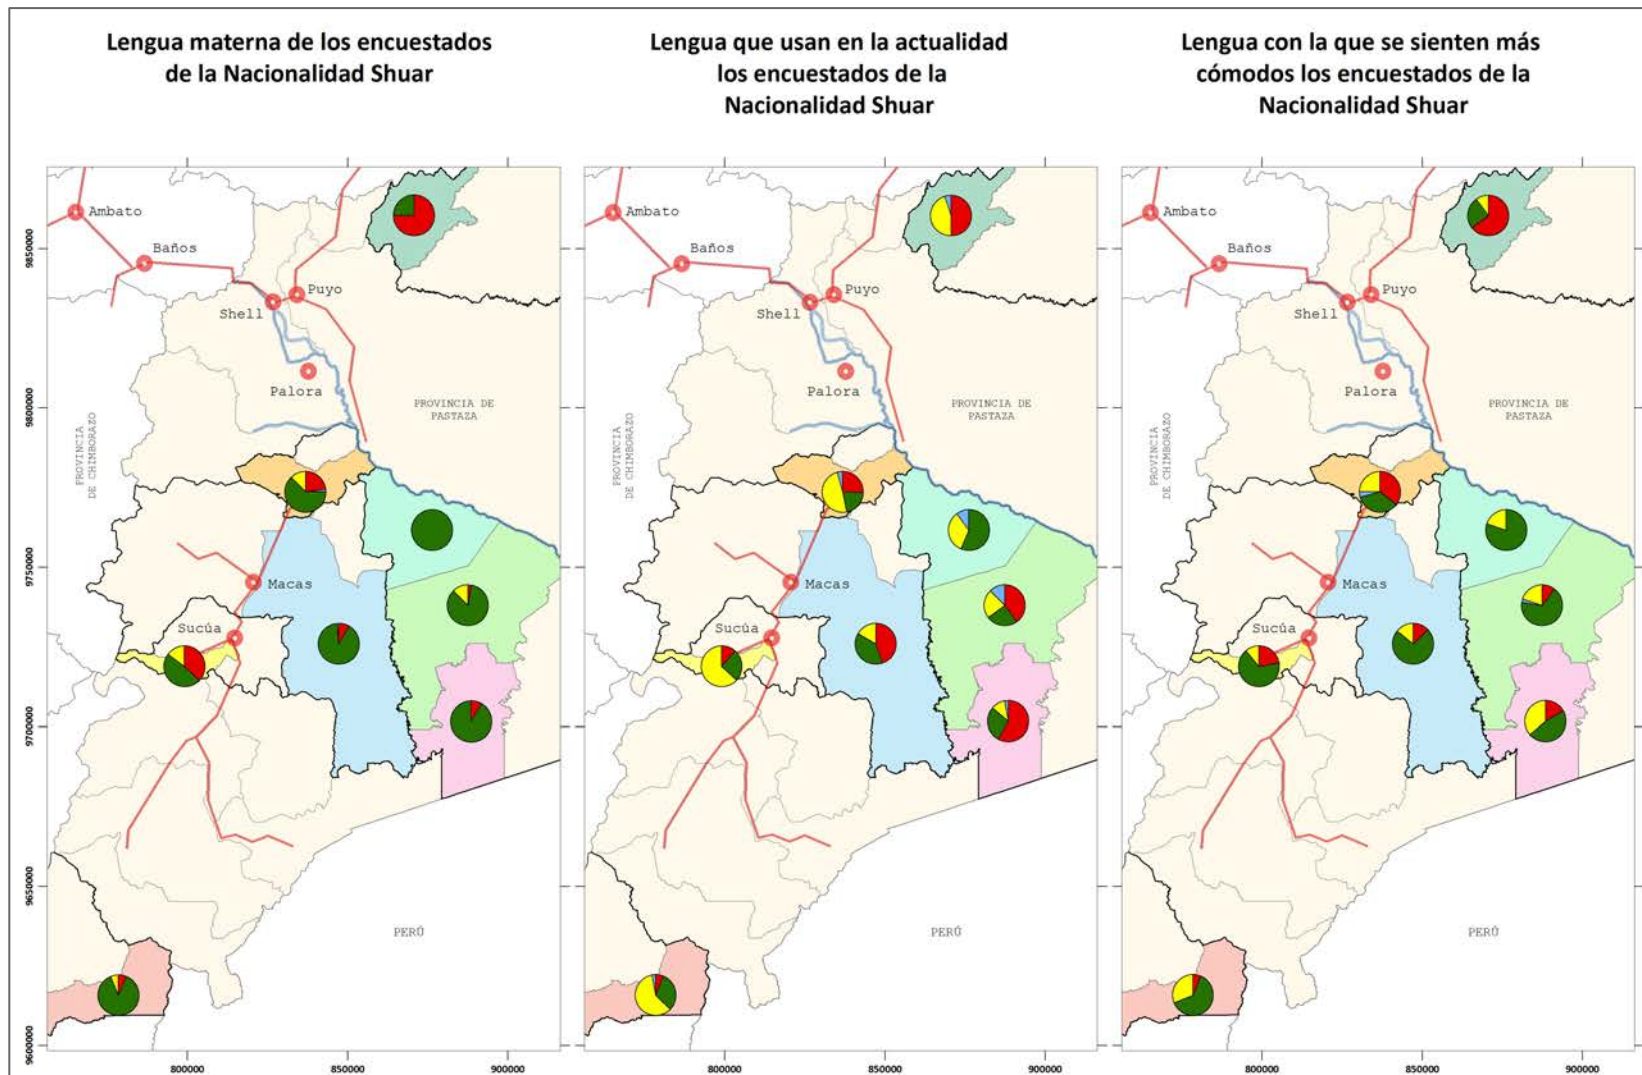 Lengua materna de los encuestados
de la Nacionalidad Shuar
Lengua que usan en la actualidad
los encuestados de la
Nacionalidad Shuar
Lengua con la que se sienten más
cómodos los encuestados de la
Nacionalidad Shuar
Ambato
Baños
Puyo
Shell
Palora
PROVINCIA DE
PASTAZA
PROVINCIA
DE CHIMBORAZO
Macas
Sucúa
PERÚ
Ambato
Baños
Puyo
Shell
Palora
PROVINCIA DE
PASTAZA
PROVINCIA
DE CHIMBORAZO
Macas
Sucúa
PERÚ
Ambato
Baños
Puyo
Shell
Palora
PROVINCIA DE
PASTAZA
PROVINCIA
DE CHIMBORAZO
Macas
Sucúa
PERÚ
9850000
9800000
9750000
9700000
9650000
9600000
800000 850000 900000 800000 850000 900000 800000 850000 900000